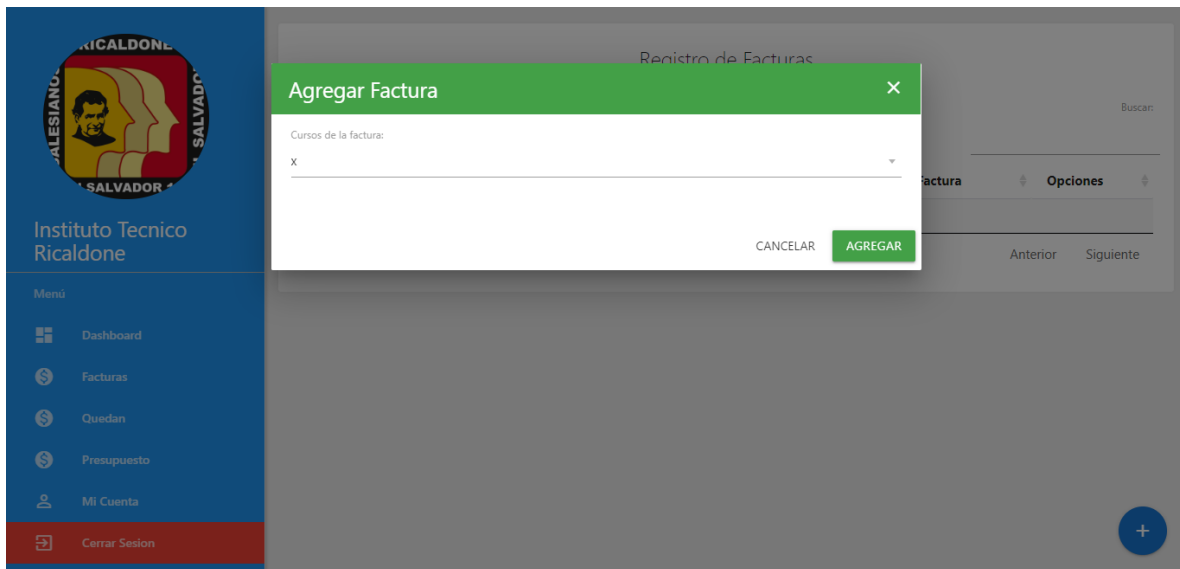 RICALDONE
SALESIANO
SALVADOR
SALVADOR
Instituto Tecnico
Ricaldone
Menú
Dashboard
Facturas
Quedan
Presupuesto
Mi Cuenta
Cerrar Sesion
Registro de Facturas
Agregar Factura
Cursos de la factura:
x
CANCELAR
AGREGAR
Buscar:
Factura
Opciones
Anterior
Siguiente